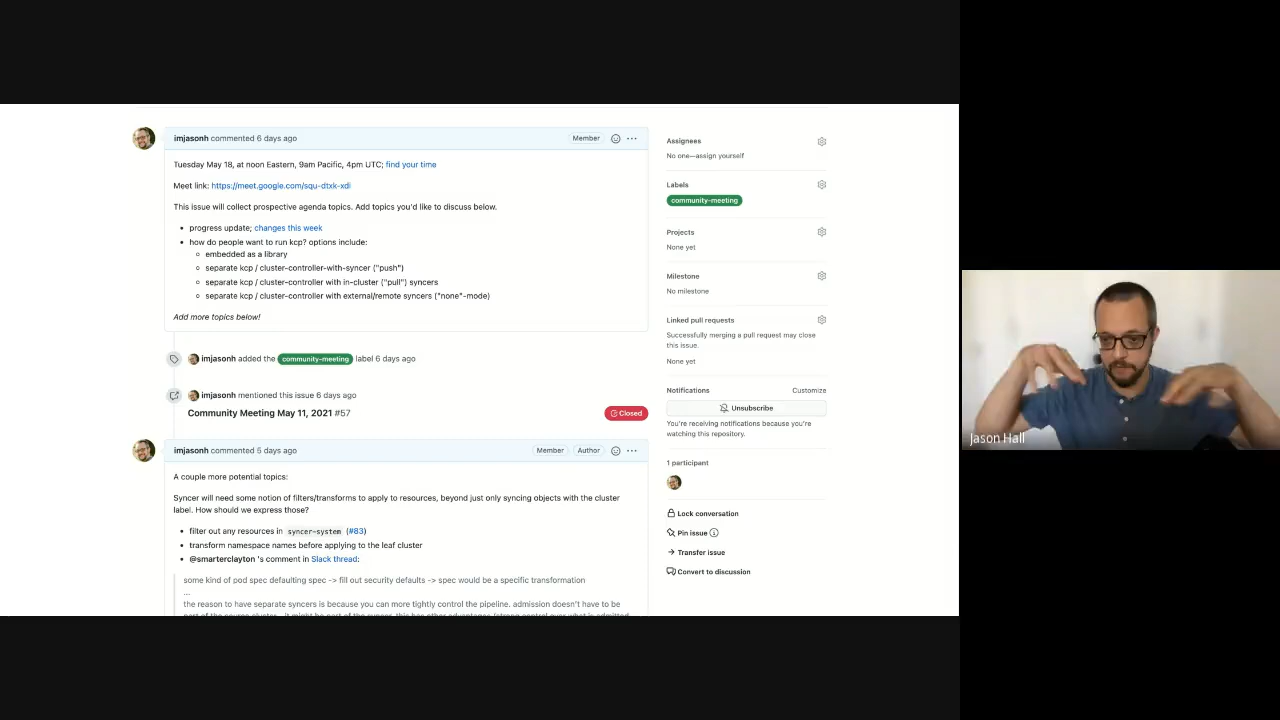 imjasonh commented 6 days ago
Member
Tuesday May 18, at noon Eastern, 9am Pacific, 4pm UTC; find your time
Meet link: https://meet.google.com/squ-dtxk-xdi
This issue will collect prospective agenda topics. Add topics you'd like to discuss below.
progress update; changes this week
how do people want to run kcp? options include:
embedded as a library
separate kcp / cluster-controller-with-syncer ("push")
separate kcp / cluster-controller with in-cluster ("pull") syncers
separate kcp / cluster-controller with external/remote syncers ("none"-mode)
Add more topics below!
imjasonh added the community-meeting label 6 days ago
imjasonh mentioned this issue 6 days ago
Community Meeting May 11, 2021 #57
Closed
imjasonh commented 5 days ago
Member Author
A couple more potential topics:
Syncer will need some notion of filters/transforms to apply to resources, beyond just only syncing objects with the cluster
label. How should we express those?
filter out any resources in syncer-system (#83)
transform namespace names before applying to the leaf cluster
@smarterclayton 's comment in Slack thread:
some kind of pod spec defaulting spec -> fill out security defaults -> spec would be a specific transformation
...
the reason to have separate syncers is because you can more tightly control the pipeline. admission doesn't have to be
Assignees
No one—assign yourself
Labels
community-meeting
Projects
None yet
Milestone
No milestone
Linked pull requests
Successfully merging a pull request may close
this issue.
None yet
Notifications
Customize
Unsubscribe
You're receiving notifications because you're
watching this repository.
1 participant
Lock conversation
Pin issue
Transfer issue
Convert to discussion
Jason Hall